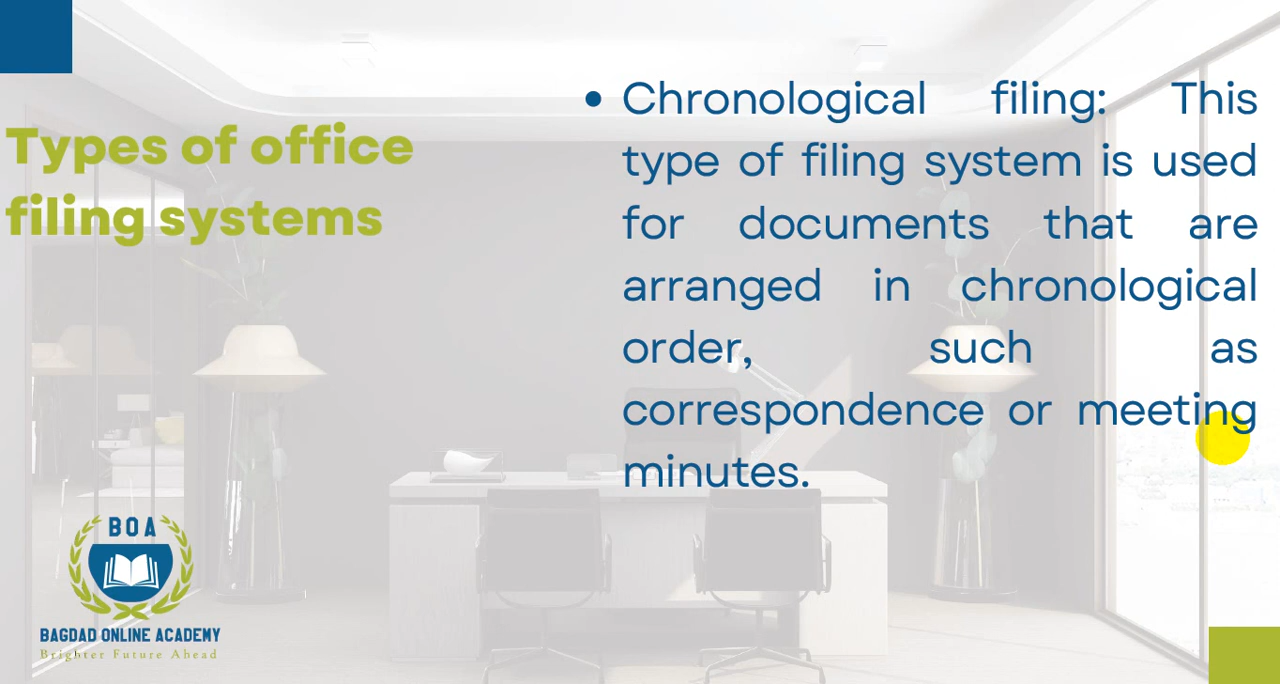 Types of office
filing systems
• Chronological filing: This
type of filing system is used
for documents that are
arranged in chronological
order, such as
correspondence or meeting
minutes.
BOA
BAGDAD ONLINE ACADEMY
Brighter Future Ahead